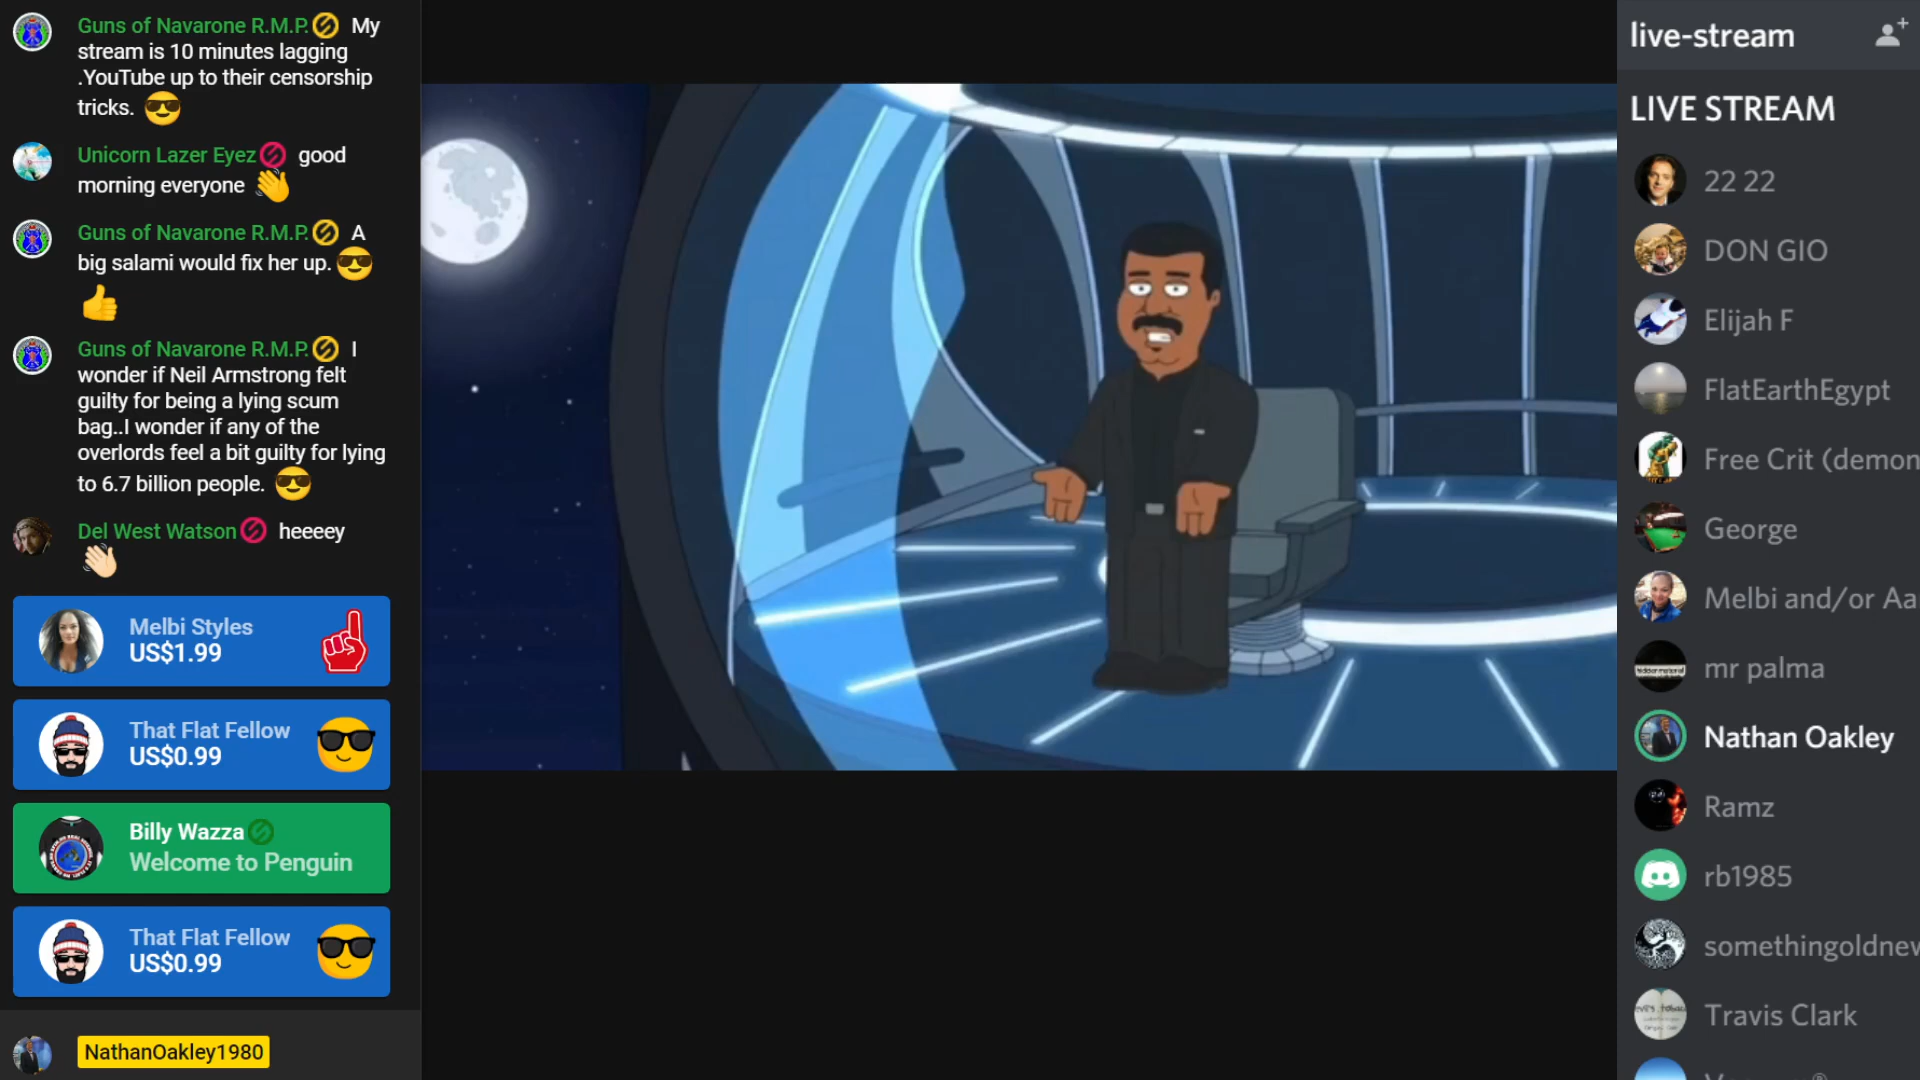 Guns of Navarone R.M.P. My
stream is 10 minutes lagging
.YouTube up to their censorship
tricks.
Unicorn Lazer Eyez good
morning everyone
Guns of Navarone R.M.P. A
big salami would fix her up.
Guns of Navarone R.M.P. I
wonder if Neil Armstrong felt
guilty for being a lying scum
bag..I wonder if any of the
overlords feel a bit guilty for lying
to 6.7 billion people.
Del West Watson heeeey
Melbi Styles
US$1.99
That Flat Fellow
US$0.99
Billy Wazza
Welcome to Penguin
That Flat Fellow
US$0.99
NathanOakley1980
live-stream
LIVE STREAM
22 22
DON GIO
Elijah F
FlatEarthEgypt
Free Crit (demon
George
Melbi and/or Aa
mr palma
Nathan Oakley
Ramz
rb1985
somethingoldnew
Travis Clark